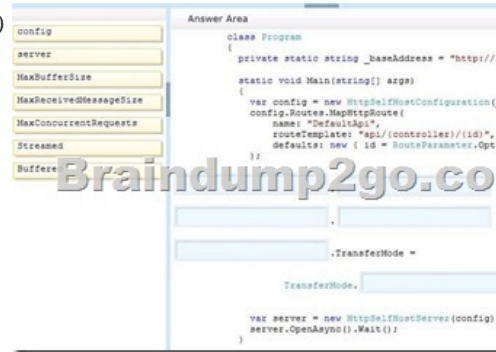 )
config
server
MaxBufferSize
MaxReceivedMessageSize
MaxConcurrentRequests
Streamed
Buffere
Answer Area
class Program
{
private static string _baseAddress = "http://
static void Main(string[] args)
{
var config = new HttpSelfHostConfiguration(
config.Routes.MapHttpRoute(
name: "DefaultApi",
routeTemplate: "api/{controller}/{id}",
defaults: new { id = RouteParameter.Opt
);
Braindump2go.co
.
.TransferMode =
TransferMode.
var server = new HttpSelfHostServer(config)
server.OpenAsync().Wait();
}